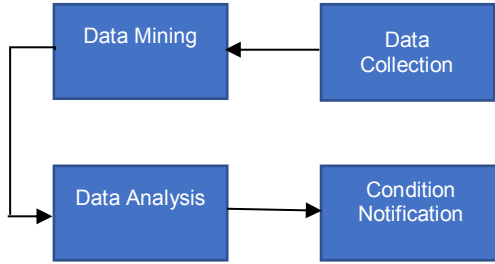 Data Mining
Data
Collection
Data Analysis
Condition
Notification